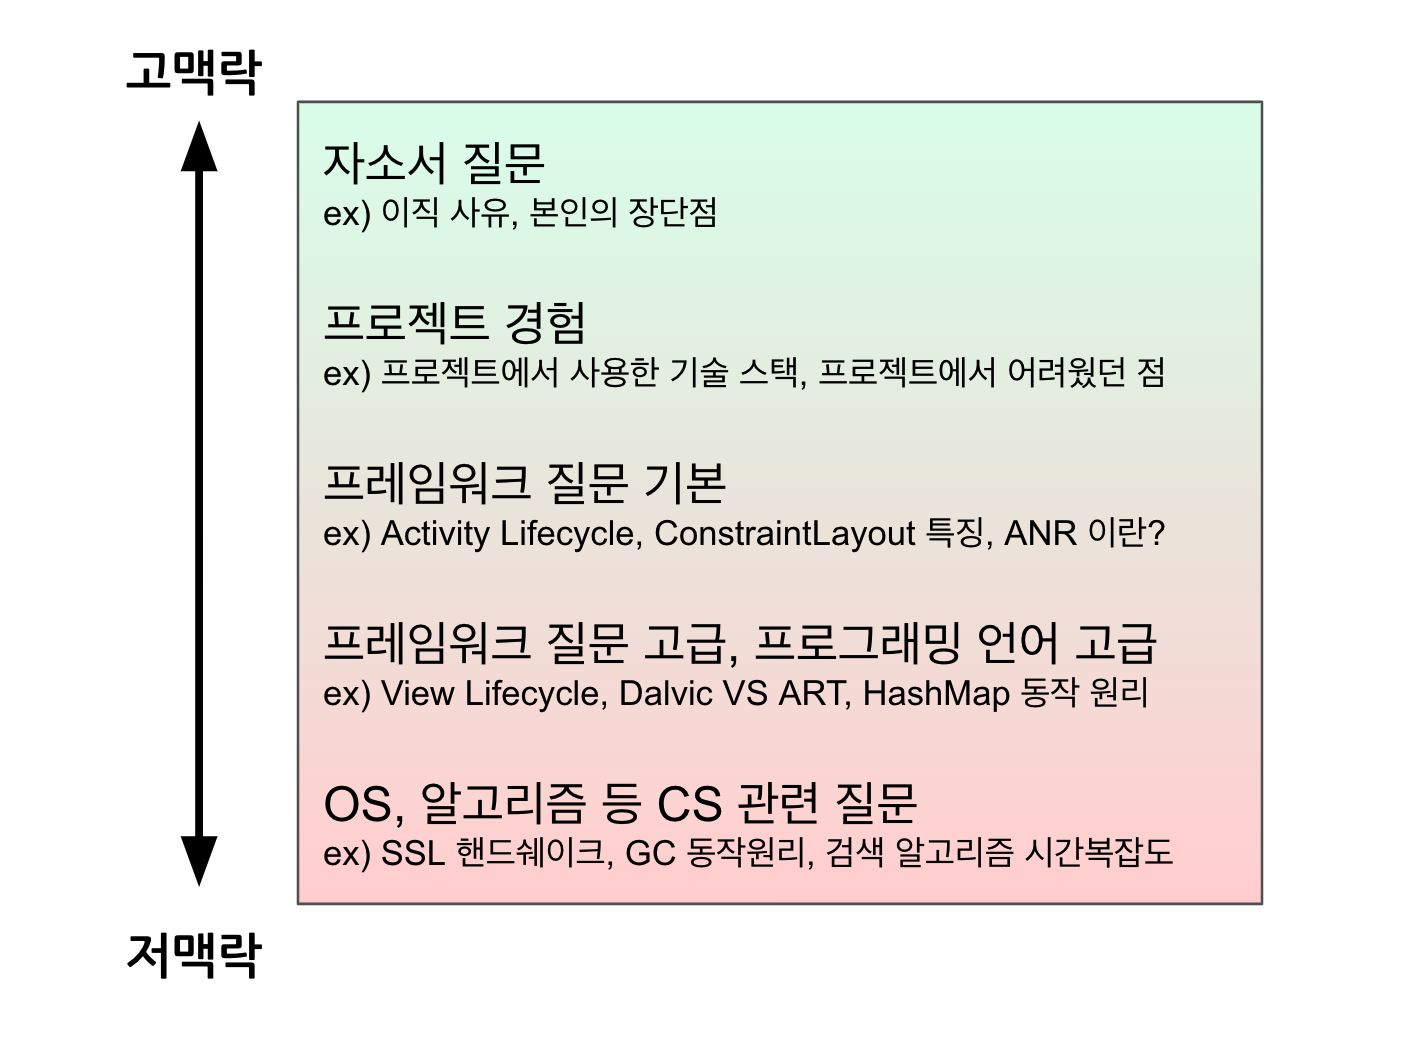 고맥락
자소서 질문
ex) 이직 사유, 본인의 장단점
프로젝트 경험
ex) 프로젝트에서 사용한 기술 스택, 프로젝트에서 어려웠던 점
프레임워크 질문 기본
ex) Activity Lifecycle, ConstraintLayout 특징, ANR 이란?
프레임워크 질문 고급, 프로그래밍 언어 고급
ex) View Lifecycle, Dalvic VS ART, HashMap 동작 원리
OS, 알고리즘 등 CS 관련 질문
ex) SSL 핸드쉐이크, GC 동작원리, 검색 알고리즘 시간복잡도
저맥락